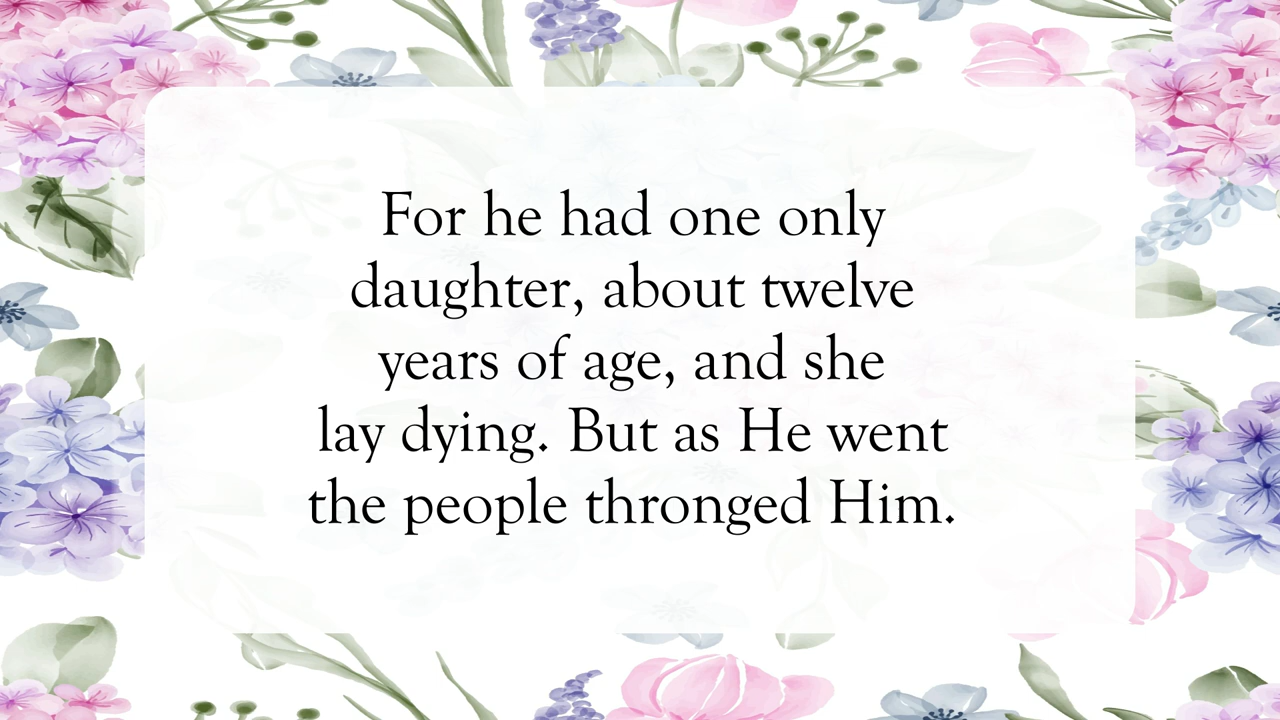 For he had one only
daughter, about twelve
years of age, and she
lay dying. But as He went
the people thronged Him.